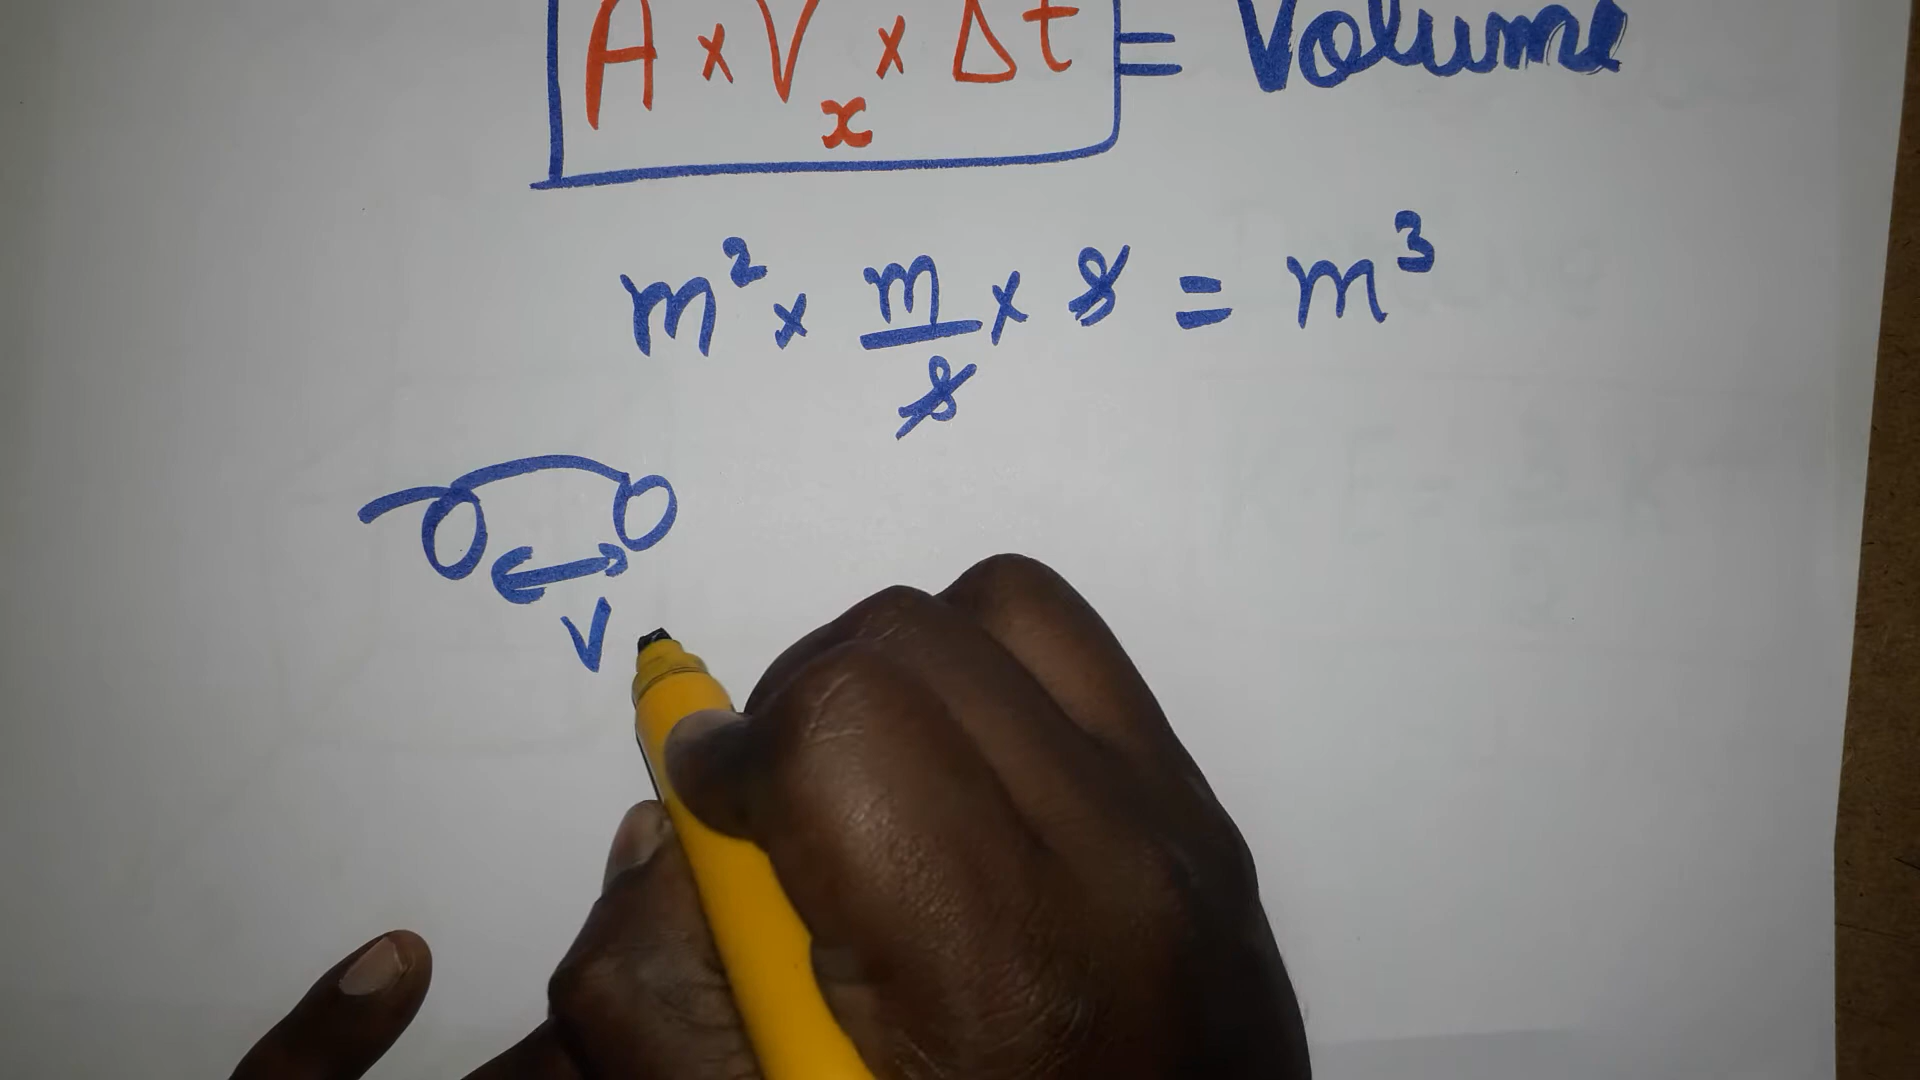 A × Vx × Δt = Volume
m² × m/s × s = m³
V